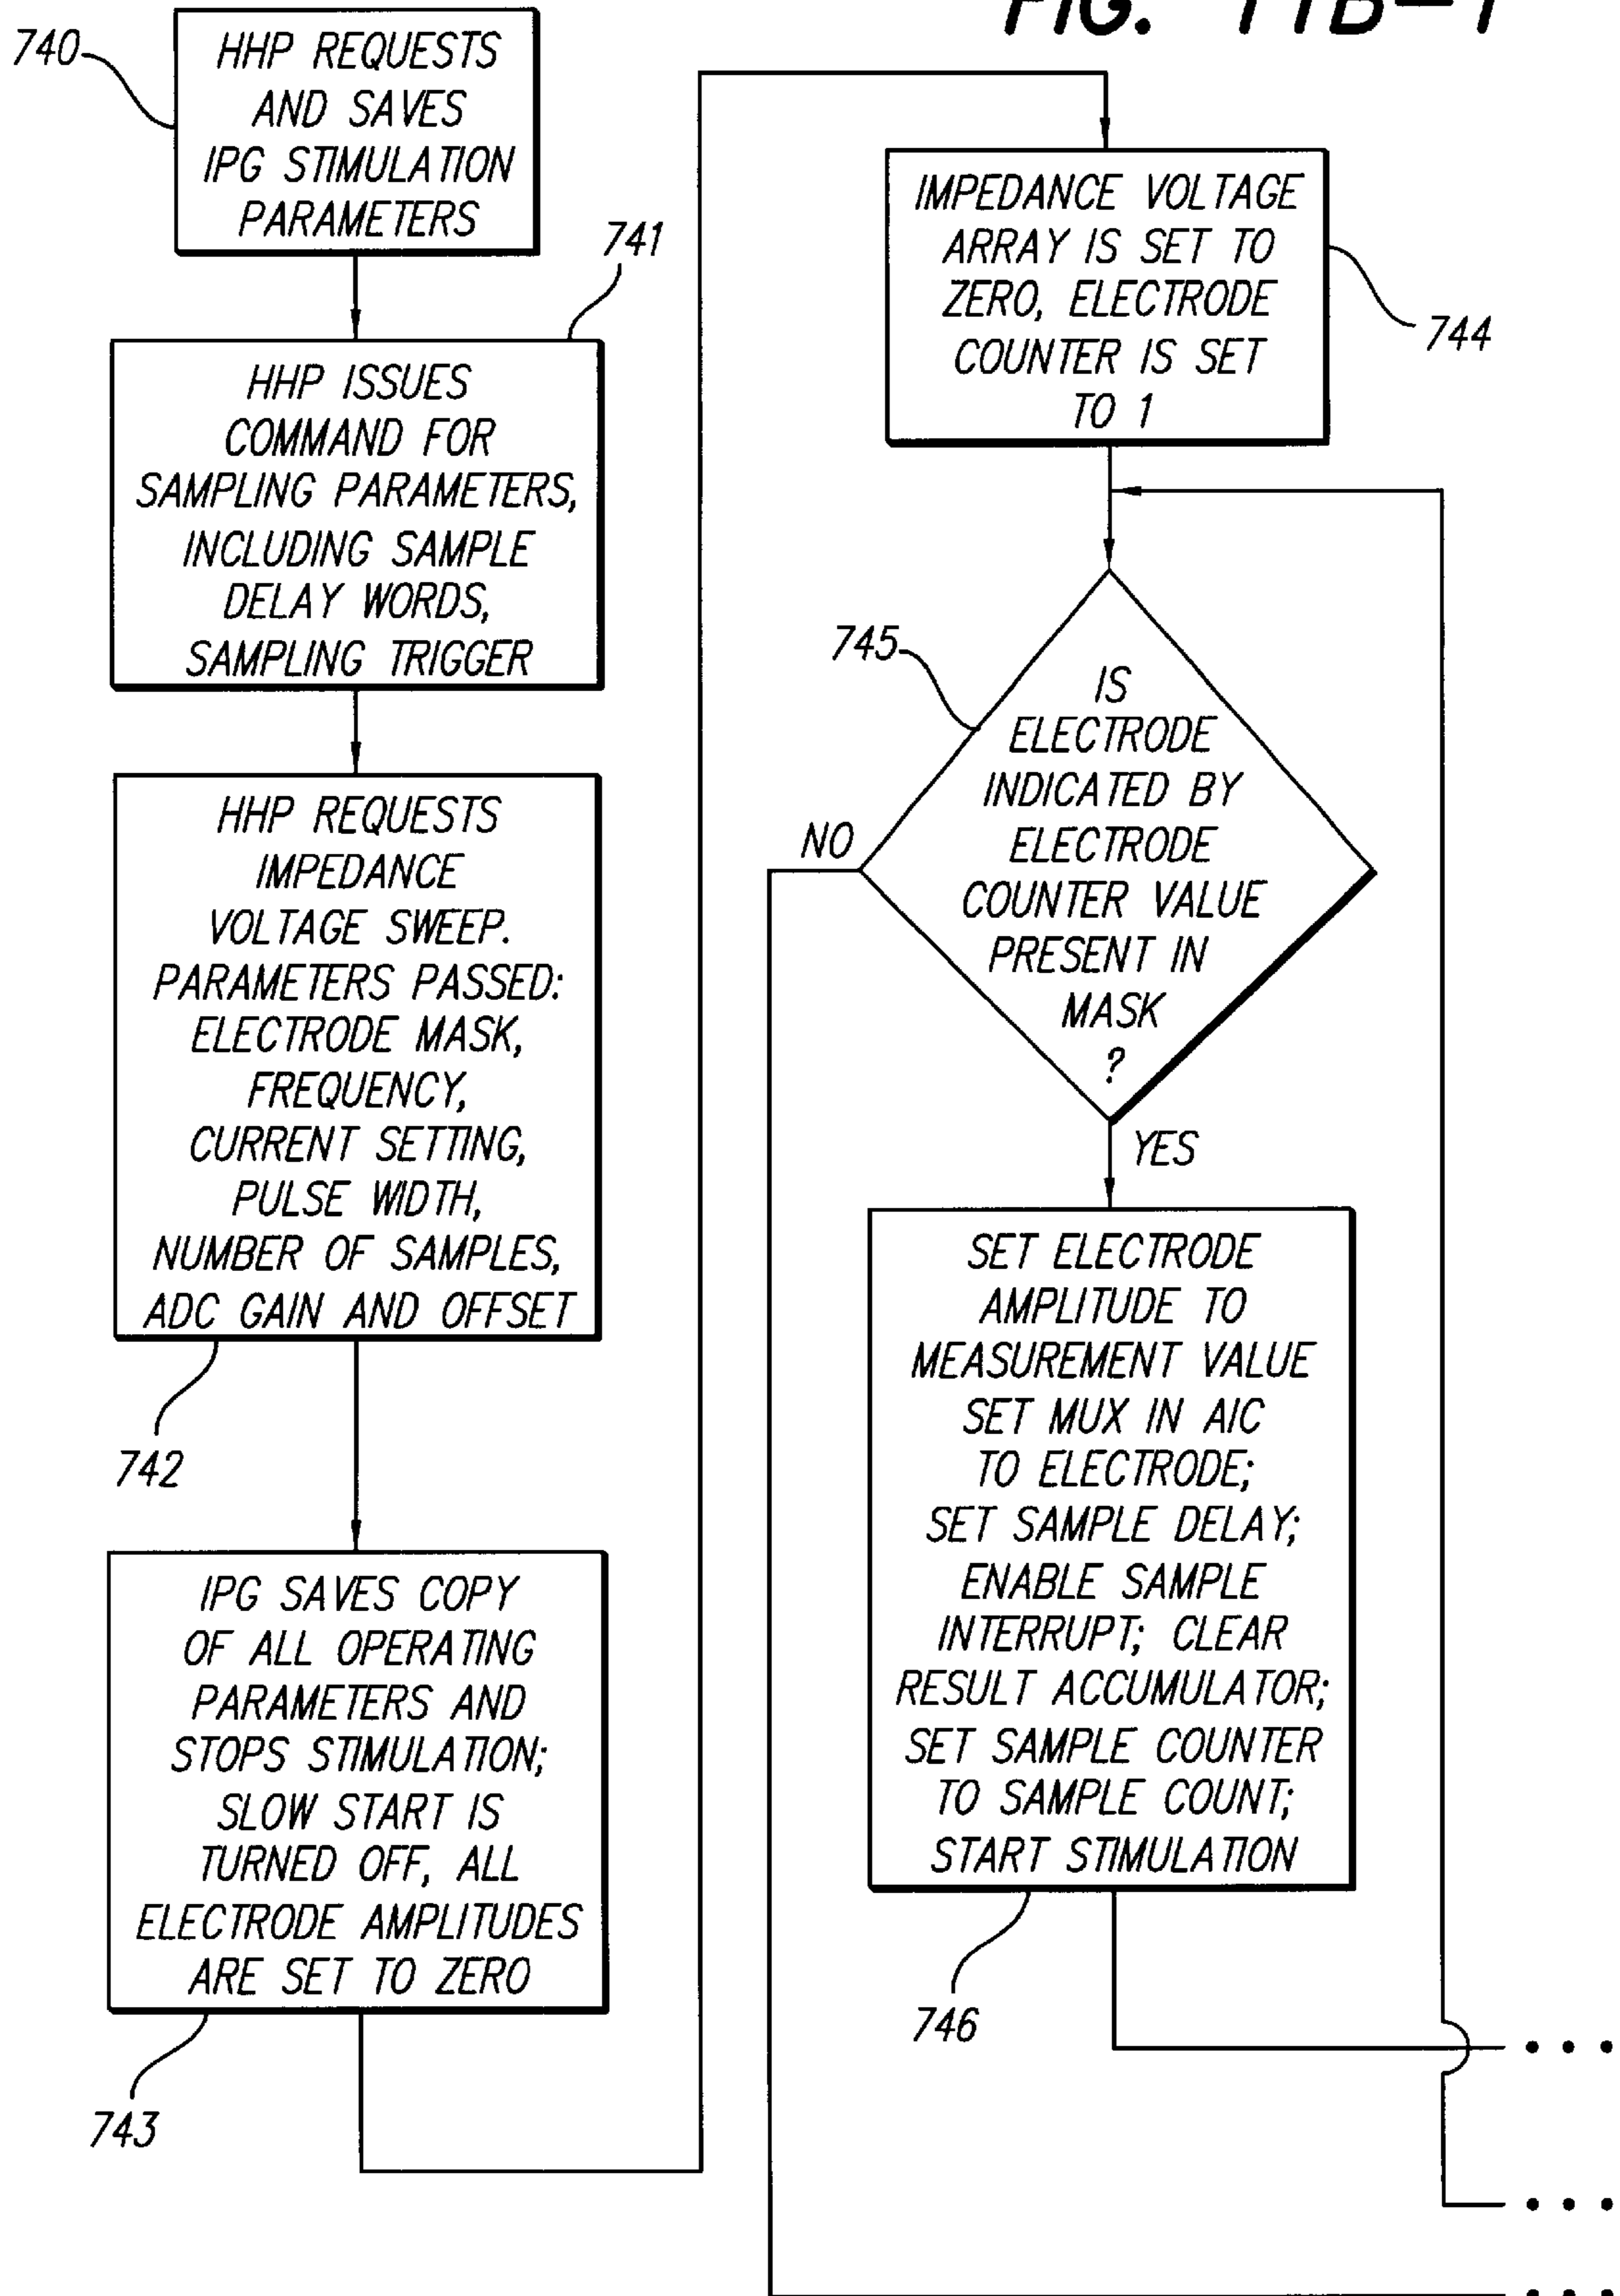 FIG. 11B-1
740
HHP REQUESTS
AND SAVES
IPG STIMULATION
PARAMETERS
741
HHP ISSUES
COMMAND FOR
SAMPLING PARAMETERS,
INCLUDING SAMPLE
DELAY WORDS,
SAMPLING TRIGGER
HHP REQUESTS
IMPEDANCE
VOLTAGE SWEEP.
PARAMETERS PASSED:
ELECTRODE MASK,
FREQUENCY,
CURRENT SETTING,
PULSE WIDTH,
NUMBER OF SAMPLES,
ADC GAIN AND OFFSET
742
IPG SAVES COPY
OF ALL OPERATING
PARAMETERS AND
STOPS STIMULATION;
SLOW START IS
TURNED OFF, ALL
ELECTRODE AMPLITUDES
ARE SET TO ZERO
743
IMPEDANCE VOLTAGE
ARRAY IS SET TO
ZERO, ELECTRODE
COUNTER IS SET
TO 1
744
745
IS
ELECTRODE
INDICATED BY
ELECTRODE
COUNTER VALUE
PRESENT IN
MASK
?
NO
YES
SET ELECTRODE
AMPLITUDE TO
MEASUREMENT VALUE
SET MUX IN AIC
TO ELECTRODE;
SET SAMPLE DELAY;
ENABLE SAMPLE
INTERRUPT; CLEAR
RESULT ACCUMULATOR;
SET SAMPLE COUNTER
TO SAMPLE COUNT;
START STIMULATION
746